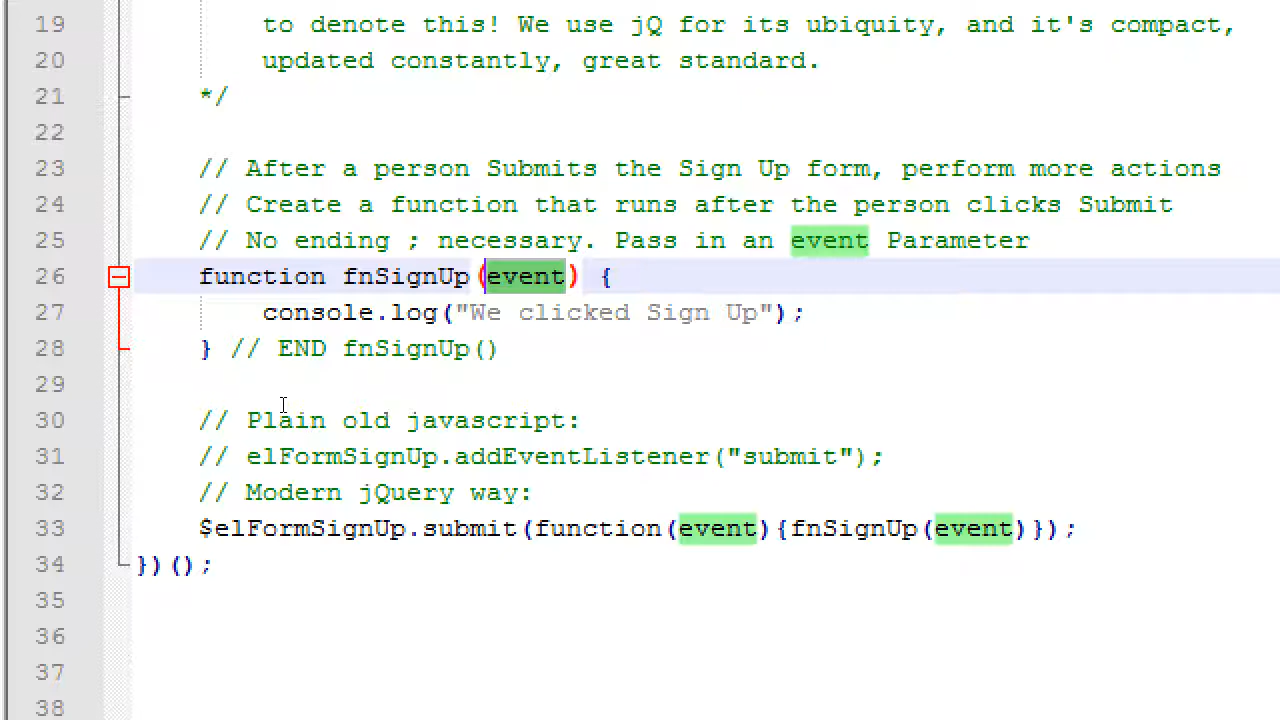 19 to denote this! We use jQ for its ubiquity, and it's compact,
20 updated constantly, great standard.
21 */
22
23 // After a person Submits the Sign Up form, perform more actions
24 // Create a function that runs after the person clicks Submit
25 // No ending ; necessary. Pass in an event Parameter
26 function fnSignUp(event) {
27 console.log("We clicked Sign Up");
28 } // END fnSignUp()
29
30 // Plain old javascript:
31 // elFormSignUp.addEventListener("submit");
32 // Modern jQuery way:
33 $elFormSignUp.submit(function(event){fnSignUp(event)});
34 })();
35
36
37
38